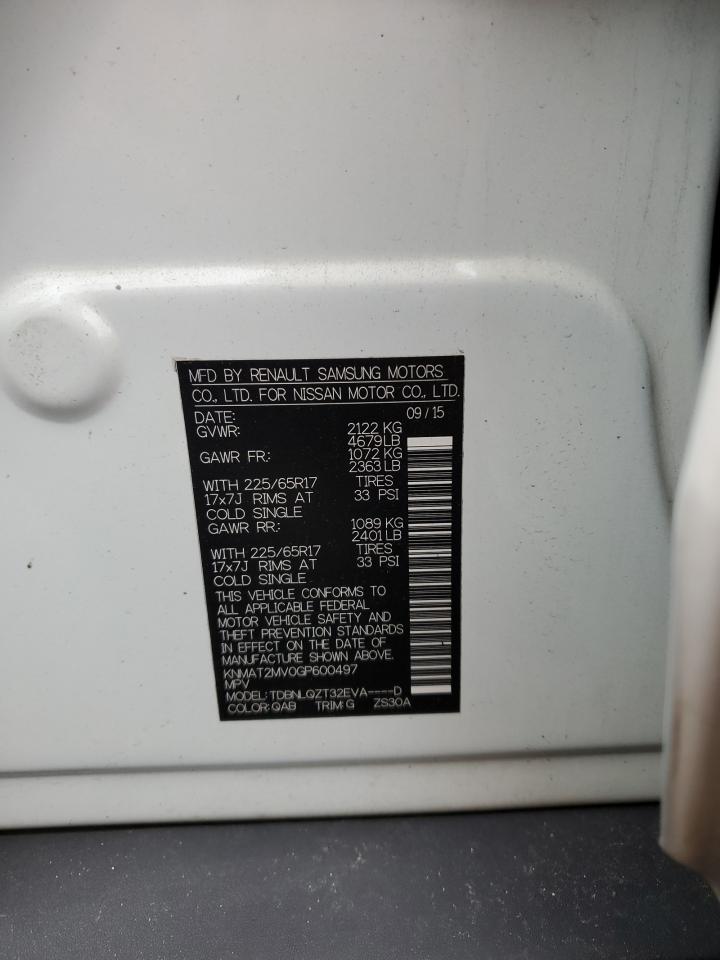 MFD BY RENAULT SAMSUNG MOTORS
CO., LTD. FOR NISSAN MOTOR CO., LTD.
DATE: 09/15
GVWR: 2122 KG
4679LB
GAWR FR: 1072 KG
2363LB
WITH 225/65R17 TIRES
17x7J RIMS AT 33 PSI
COLD SINGLE
GAWR RR: 1089 KG
2401LB
WITH 225/65R17 TIRES
17x7J RIMS AT 33 PSI
COLD SINGLE
THIS VEHICLE CONFORMS TO
ALL APPLICABLE FEDERAL
MOTOR VEHICLE SAFETY AND
THEFT PREVENTION STANDARDS
IN EFFECT ON THE DATE OF
MANUFACTURE SHOWN ABOVE.
KNMAT2MV0GP600497
MPV
MODEL: TDBNLQZT32EVA----D
COLOR: QAB TRIM: G ZS30A